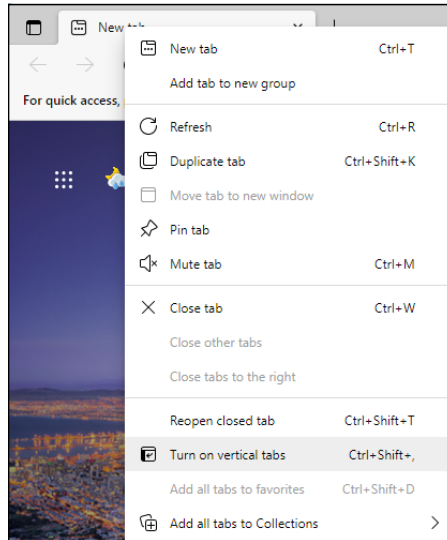 New tab
New tab Ctrl+T
Add tab to new group
For quick access,
Refresh Ctrl+R
Duplicate tab Ctrl+Shift+K
Move tab to new window
Pin tab
Mute tab Ctrl+M
Close tab Ctrl+W
Close other tabs
Close tabs to the right
Reopen closed tab Ctrl+Shift+T
Turn on vertical tabs Ctrl+Shift+,
Add all tabs to favorites Ctrl+Shift+D
Add all tabs to Collections